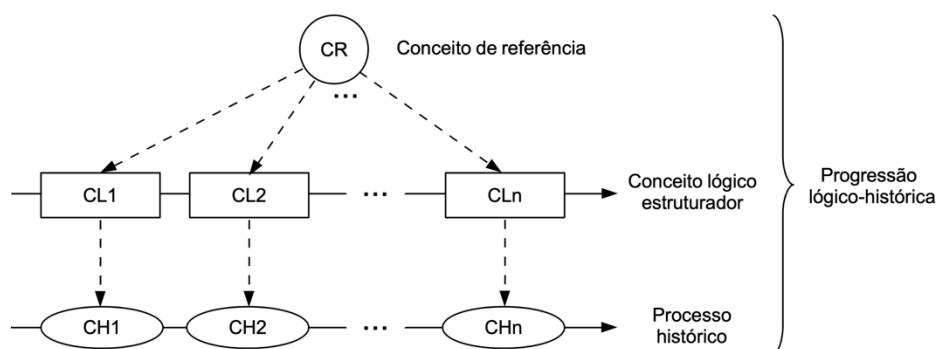 CR
Conceito de referência
...
CL1
CL2
...
CLn
Conceito lógico
estruturador
Progressão
lógico-histórica
CH1
CH2
...
CHn
Processo
histórico